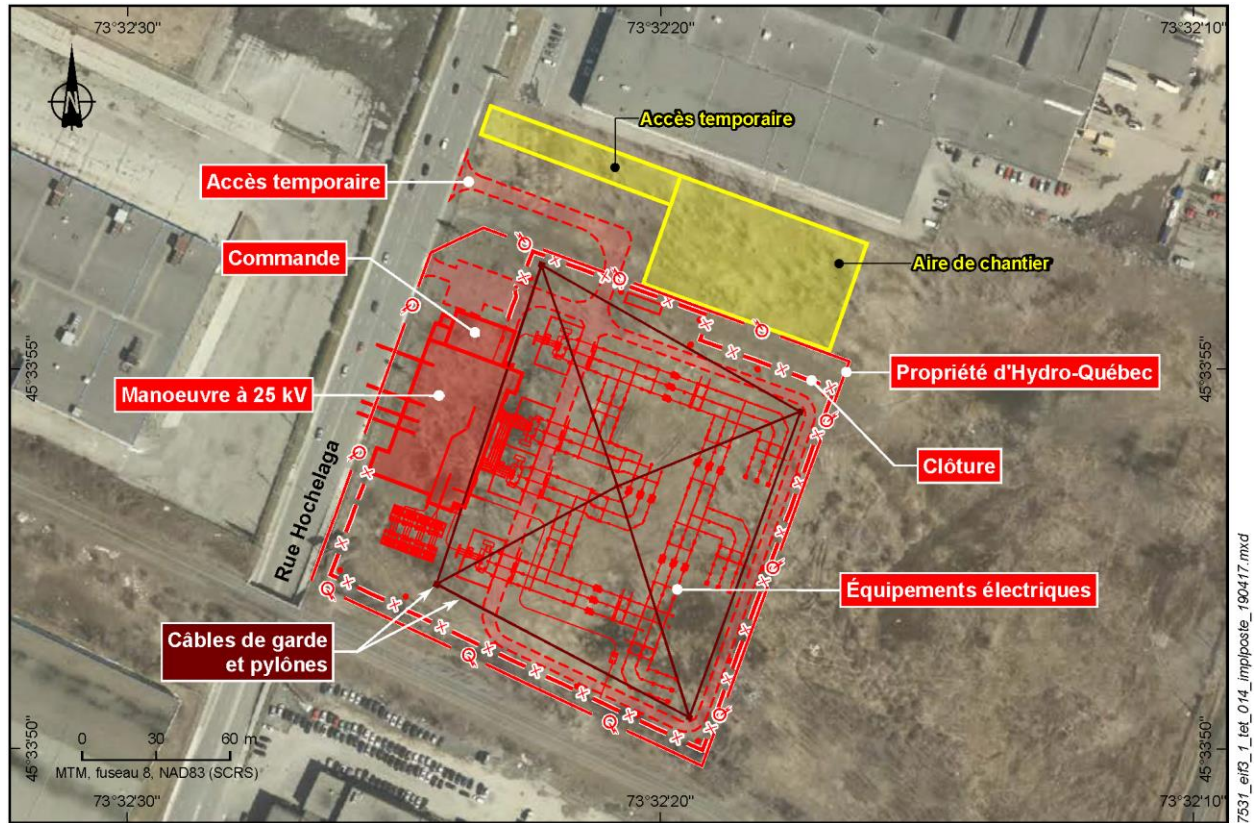 73°32'30"
73°32'20"
73°32'10"
N
Accès temporaire
Accès temporaire
Commande
Aire de chantier
45°33'55"
45°33'55"
Propriété d'Hydro-Québec
Manoeuvre à 25 kV
Clôture
Rue Hochelaga
Équipements électriques
Câbles de garde
et pylônes
0 30 60 m
MTM, fuseau 8, NAD83 (SCRS)
45°33'50"
45°33'50"
73°32'30"
73°32'20"
73°32'10"
7531_eif3_1_tel_014_implposte_190417.mxd